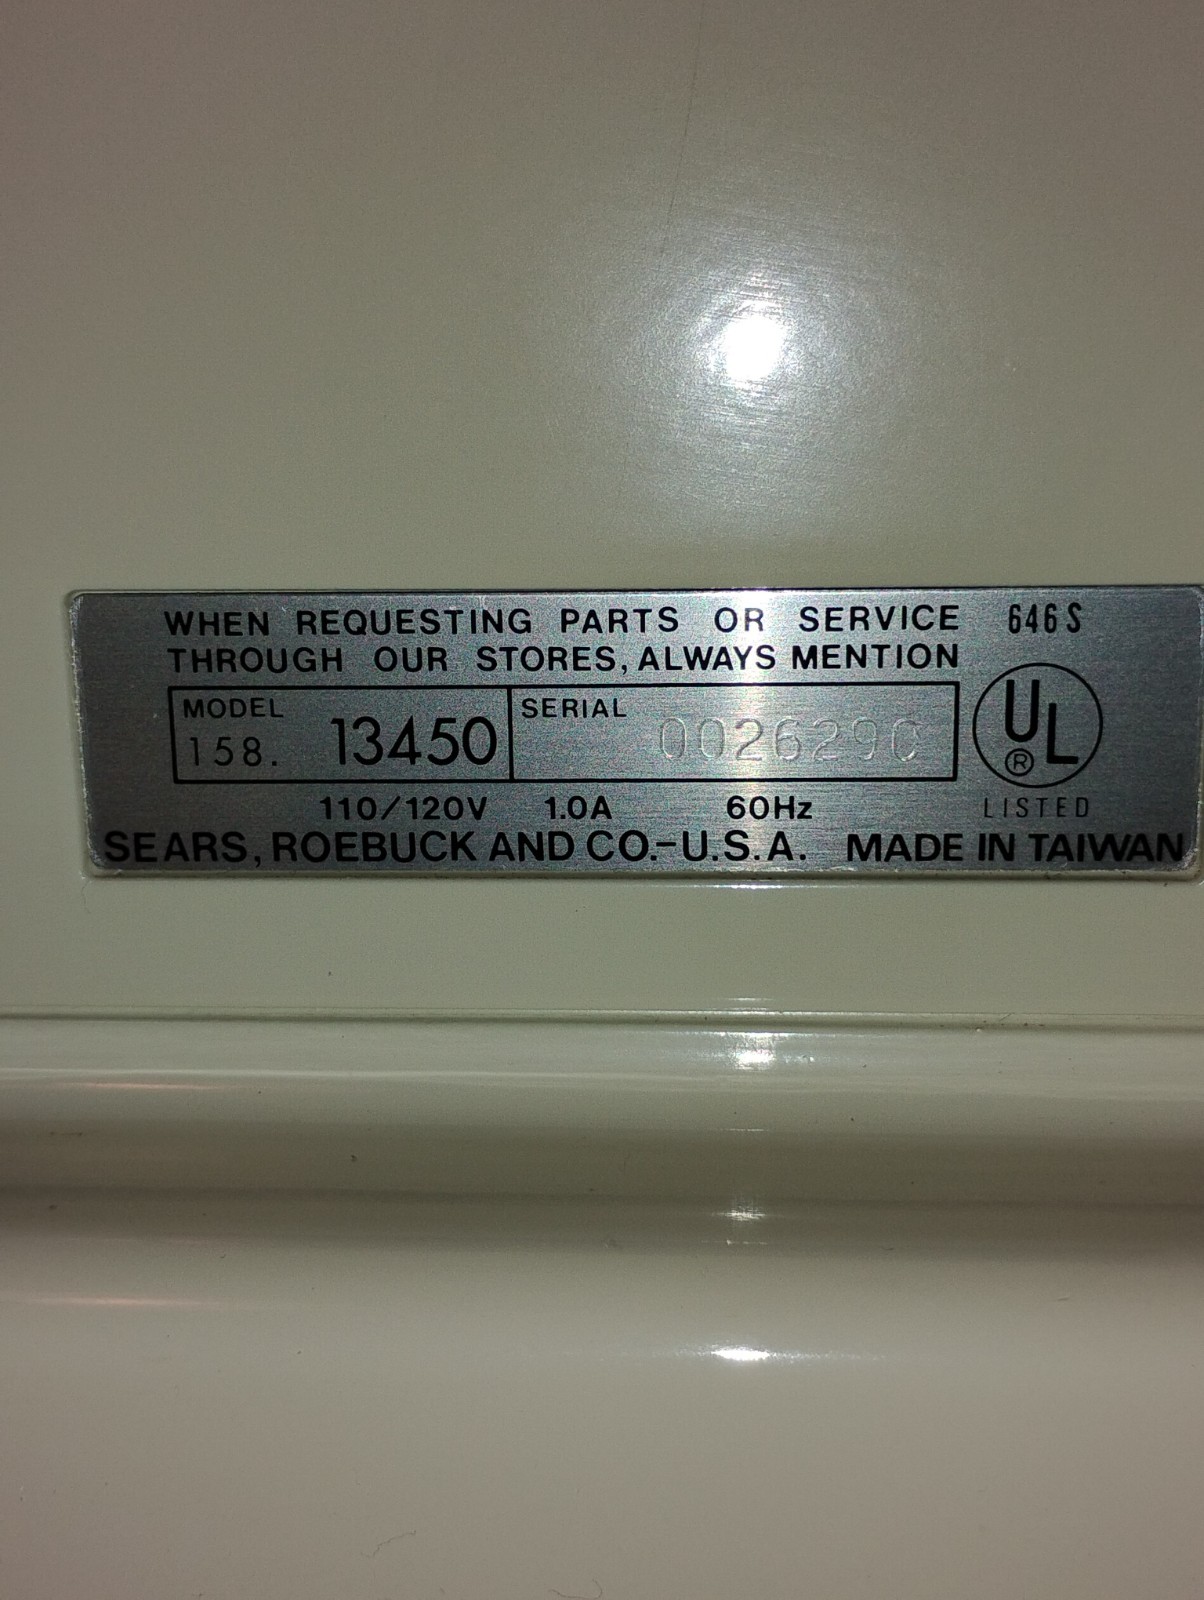 WHEN REQUESTING PARTS OR SERVICE 646 S
THROUGH OUR STORES, ALWAYS MENTION
MODEL 158. 13450
SERIAL 0026290
UL
®
LISTED
110/120V 1.0A 60Hz
SEARS, ROEBUCK AND CO.-U.S.A. MADE IN TAIWAN